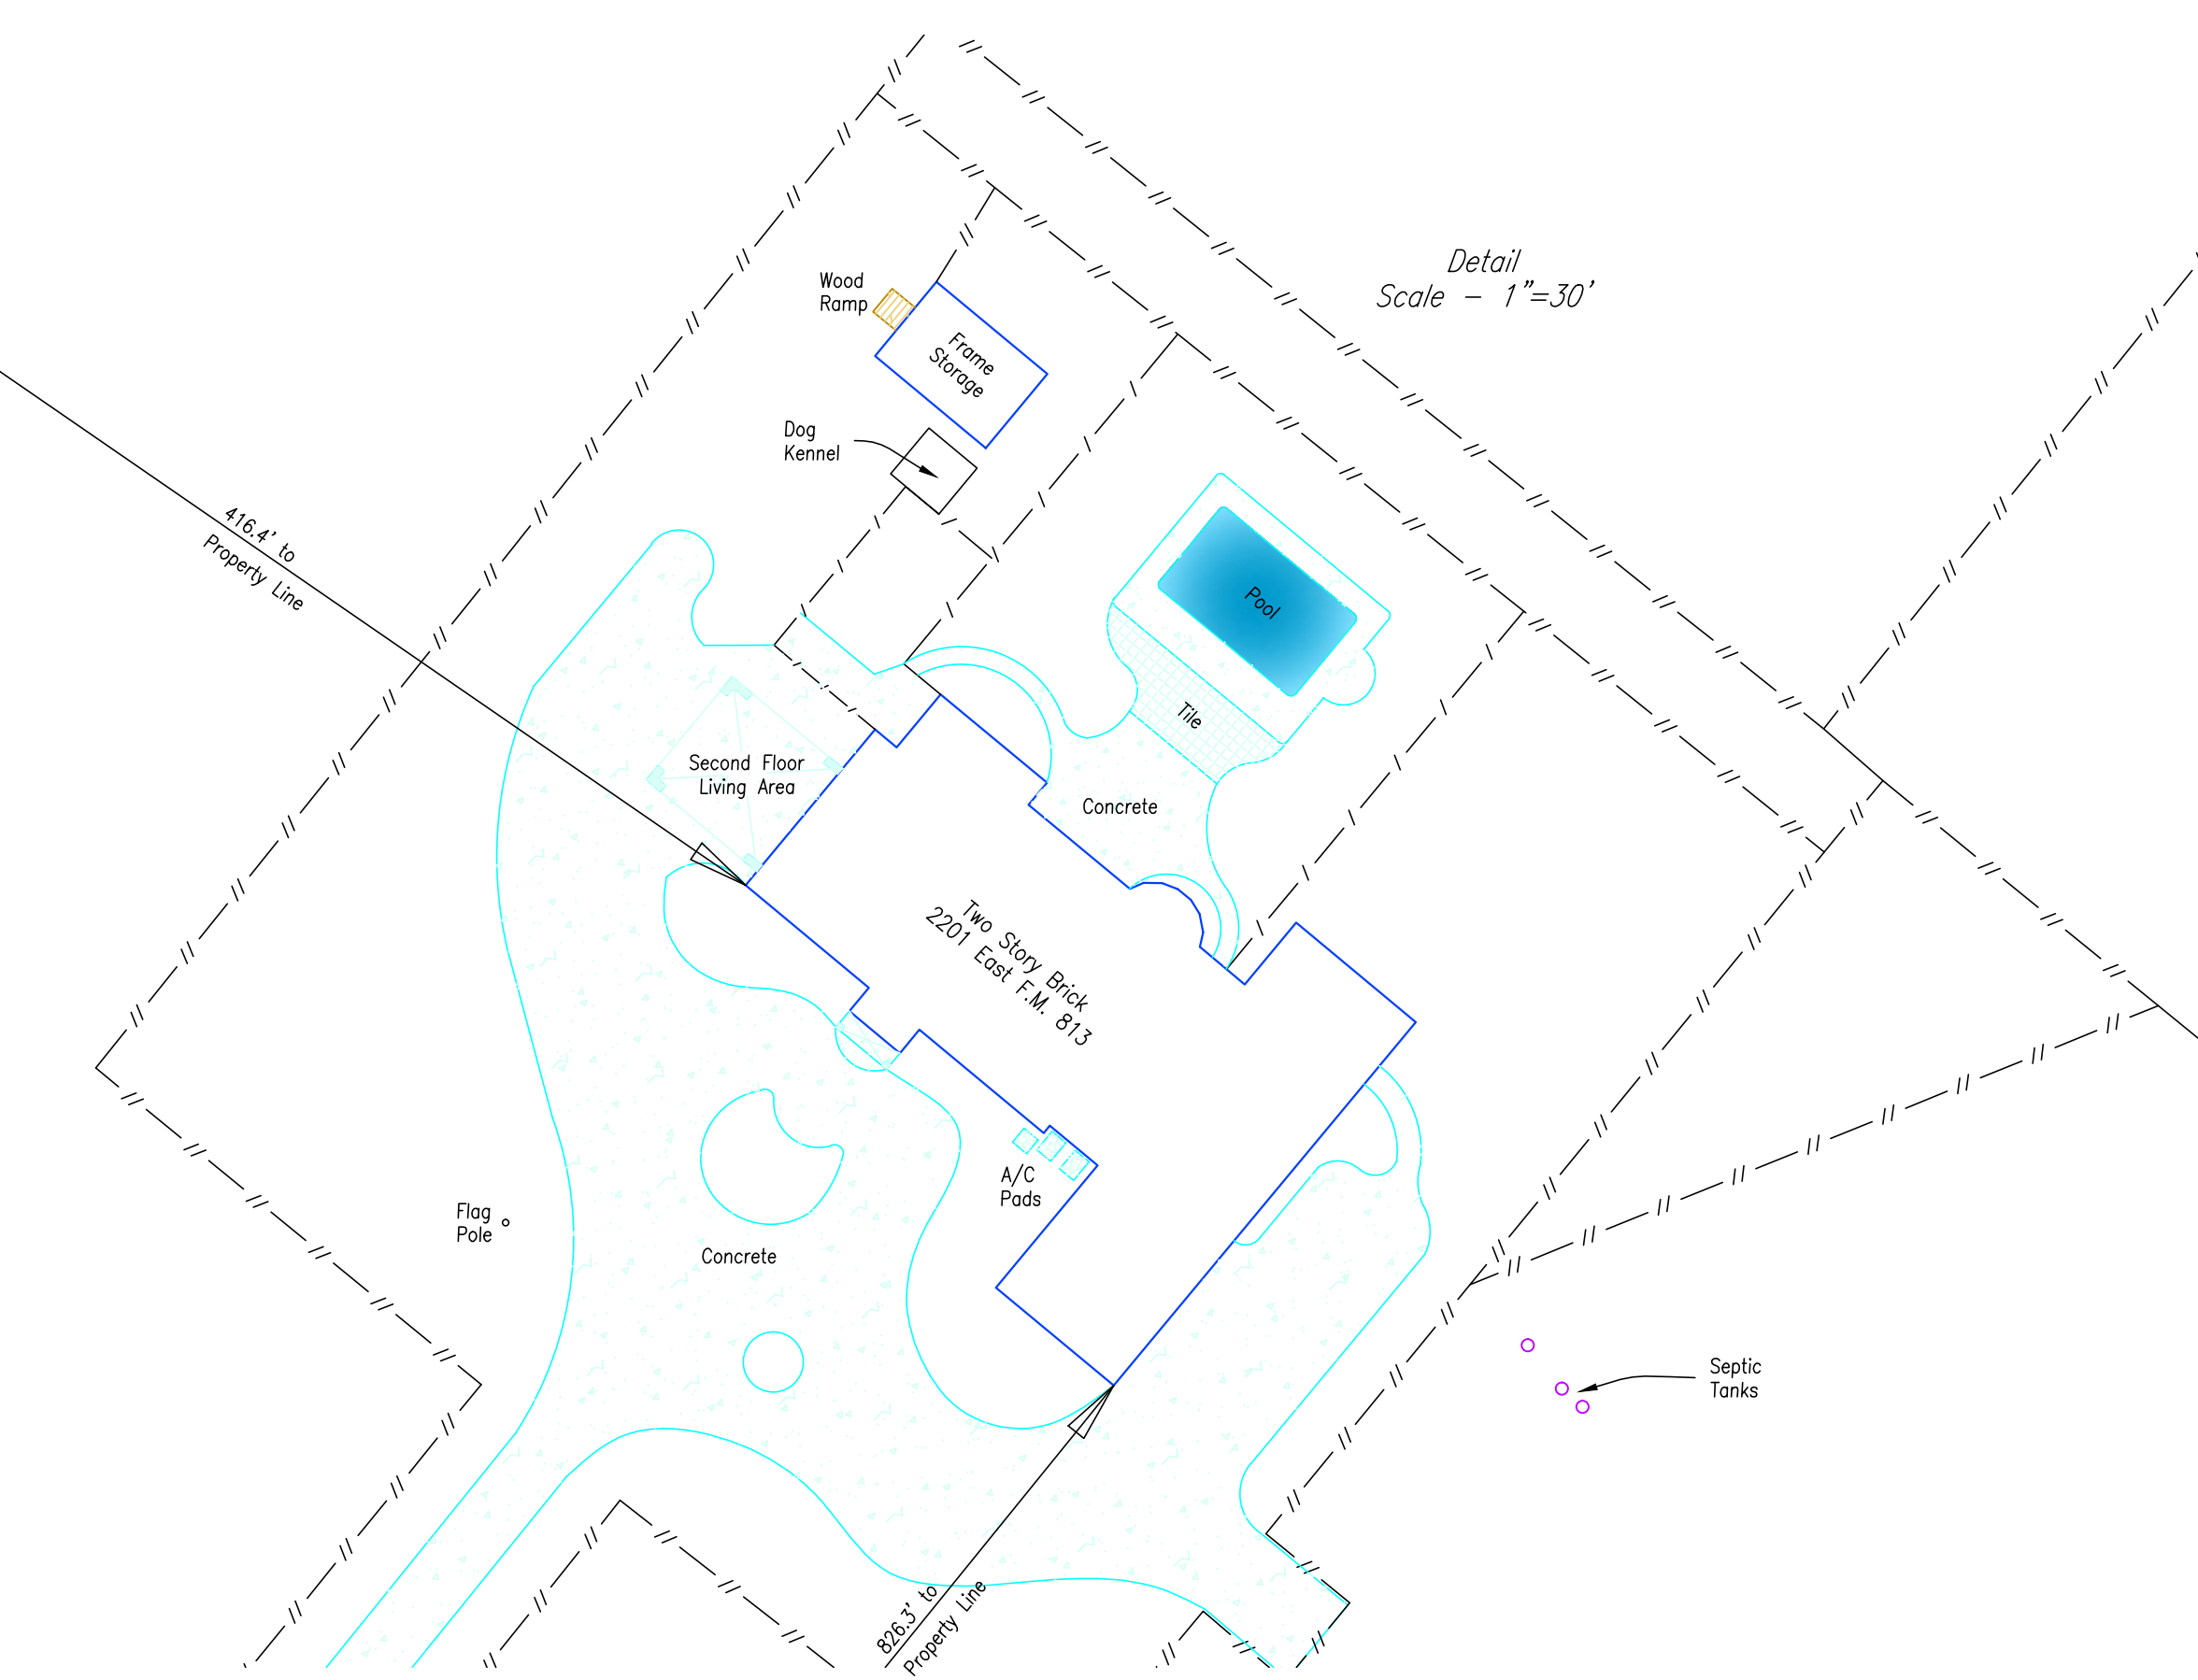 Detail
Scale - 1"=30'
Wood
Ramp
Frame
Storage
Dog
Kennel
416.4' to
Property Line
Pool
Tile
Second Floor
Living Area
Concrete
Two Story Brick
2201 East F.M. 813
A/C
Pads
Flag
Pole
Concrete
Septic
Tanks
826.3' to
Property Line